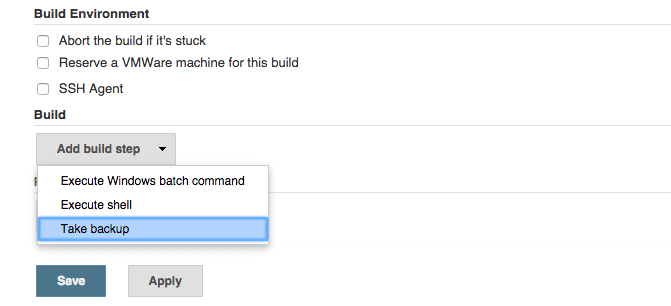 Build Environment
Abort the build if it's stuck
Reserve a VMWare machine for this build
SSH Agent
Build
Add build step
Execute Windows batch command
Execute shell
Take backup
Save Apply